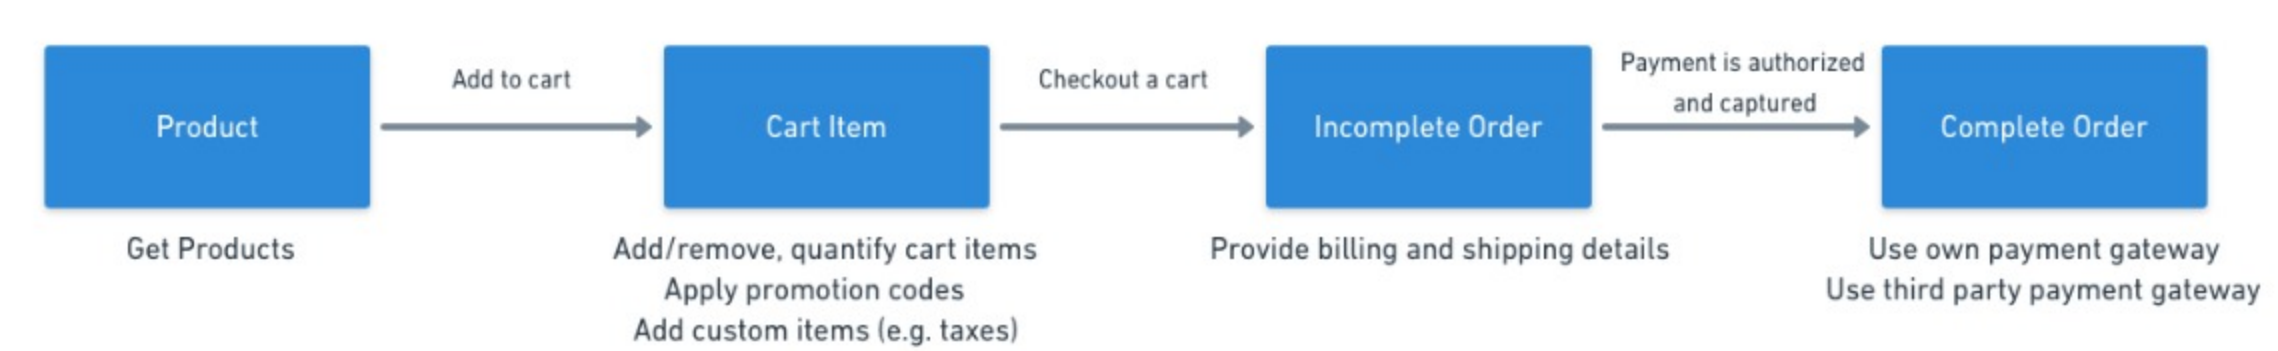 Product
Add to cart
Cart Item
Checkout a cart
Incomplete Order
Payment is authorized
and captured
Complete Order
Get Products
Add/remove, quantify cart items
Apply promotion codes
Add custom items (e.g. taxes)
Provide billing and shipping details
Use own payment gateway
Use third party payment gateway